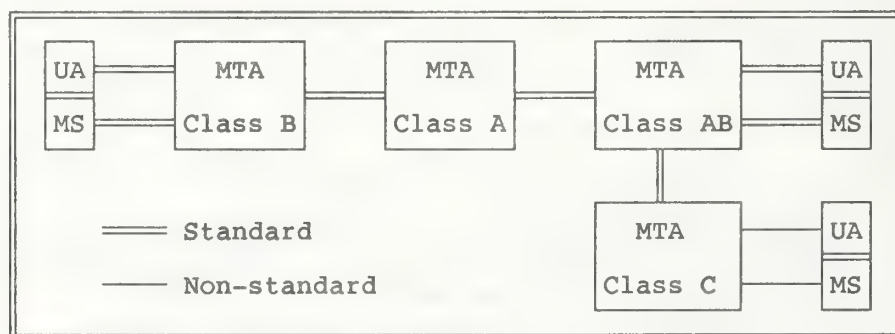 UA MTA MTA MTA UA
MS Class B Class A Class AB MS
Standard MTA UA
Non-standard Class C MS